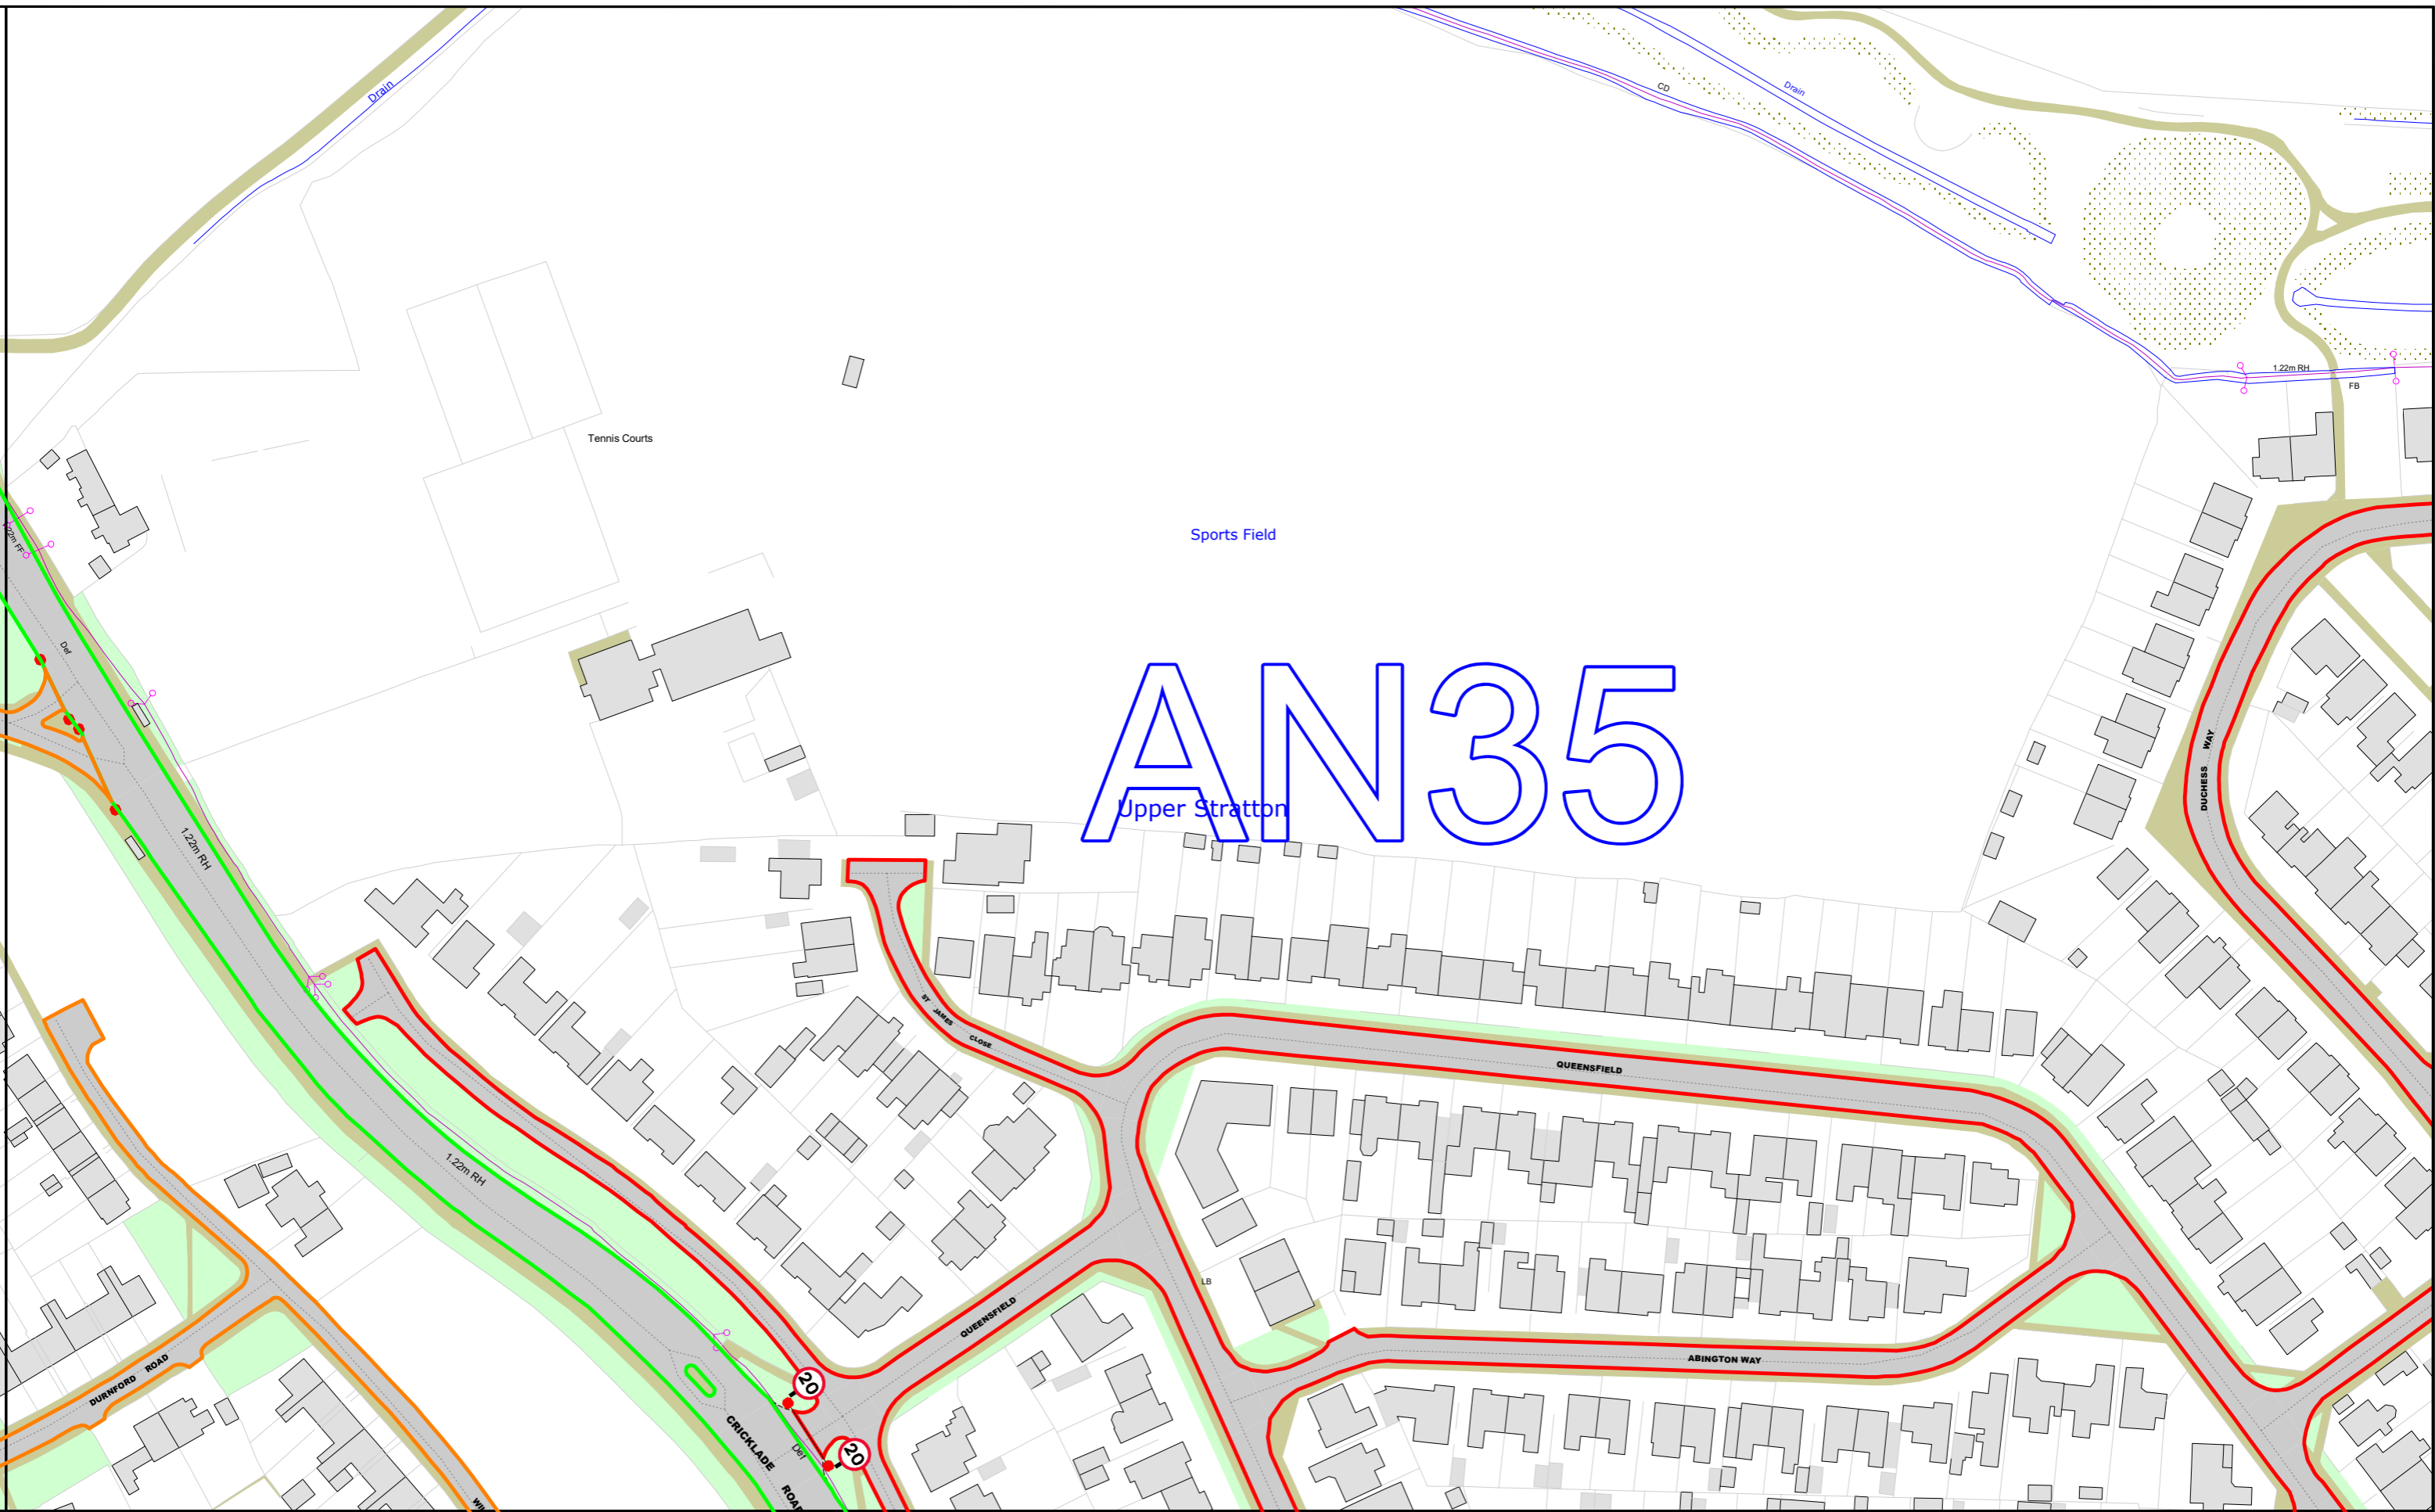 Drain
CD
Drain
1.22m RH
FB
Tennis Courts
Sports Field
Def
AN35
Upper Stratton
DUCHESS WAY
1.22m RH
ST JAMES CLOSE
QUEENSFIELD
1.22m RH
LB
QUEENSFIELD
ABINGTON WAY
DURNFORD ROAD
20
CRICKLADE ROAD
Def
20